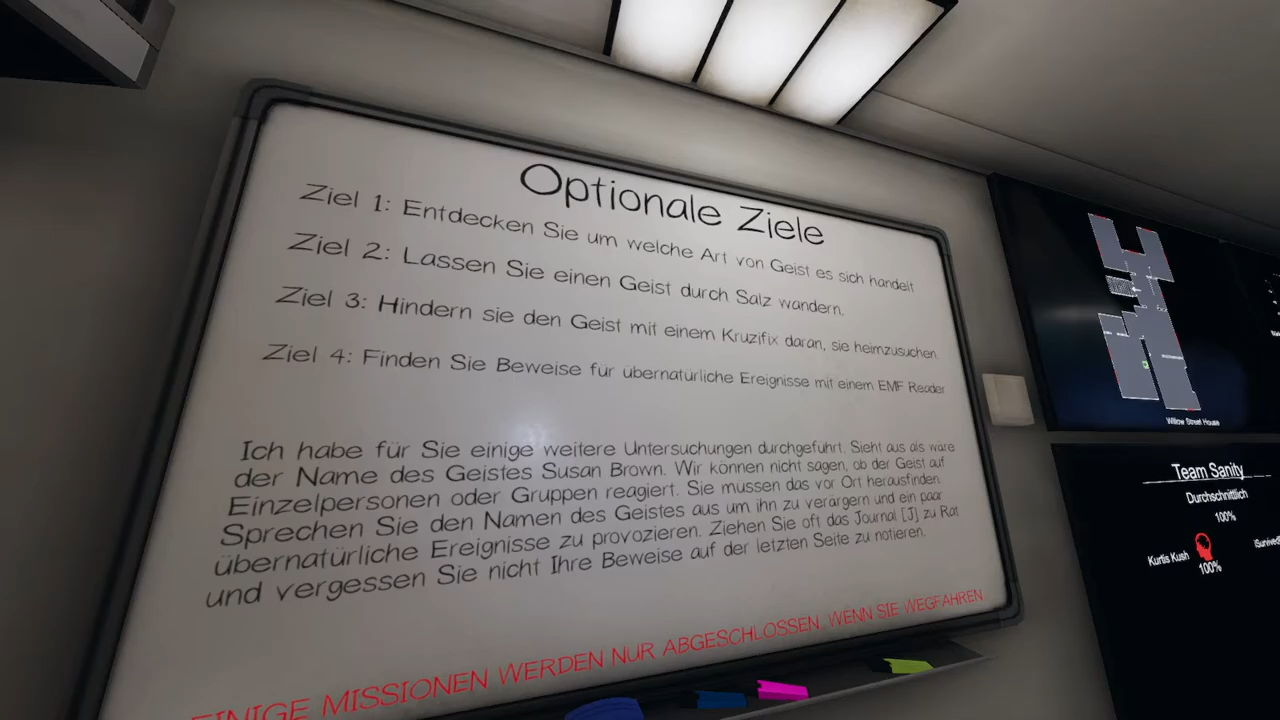 Optionale Ziele
Ziel 1: Entdecken Sie um welche Art von Geist es sich handelt
Ziel 2: Lassen Sie einen Geist durch Salz wandern.
Ziel 3: Hindern sie den Geist mit einem Kruzifix daran, sie heimzusuchen.
Ziel 4: Finden Sie Beweise für übernatürliche Ereignisse mit einem EMF Reader
Ich habe für Sie einige weitere Untersuchungen durchgeführt. Sieht aus als wäre
der Name des Geistes Susan Brown. Wir können nicht sagen, ob der Geist auf
Einzelpersonen oder Gruppen reagiert. Sie müssen das vor Ort herausfinden.
Sprechen Sie den Namen des Geistes aus um ihn zu verärgern und ein paar
übernatürliche Ereignisse zu provozieren. Ziehen Sie oft das Journal [J] zu Rat
und vergessen Sie nicht Ihre Beweise auf der letzten Seite zu notieren.
EINIGE MISSIONEN WERDEN NUR ABGESCHLOSSEN, WENN SIE WEGFAHREN
Willow Street House
Team Sanity
Durchschnittlich
100%
Kurtis Kush
100%